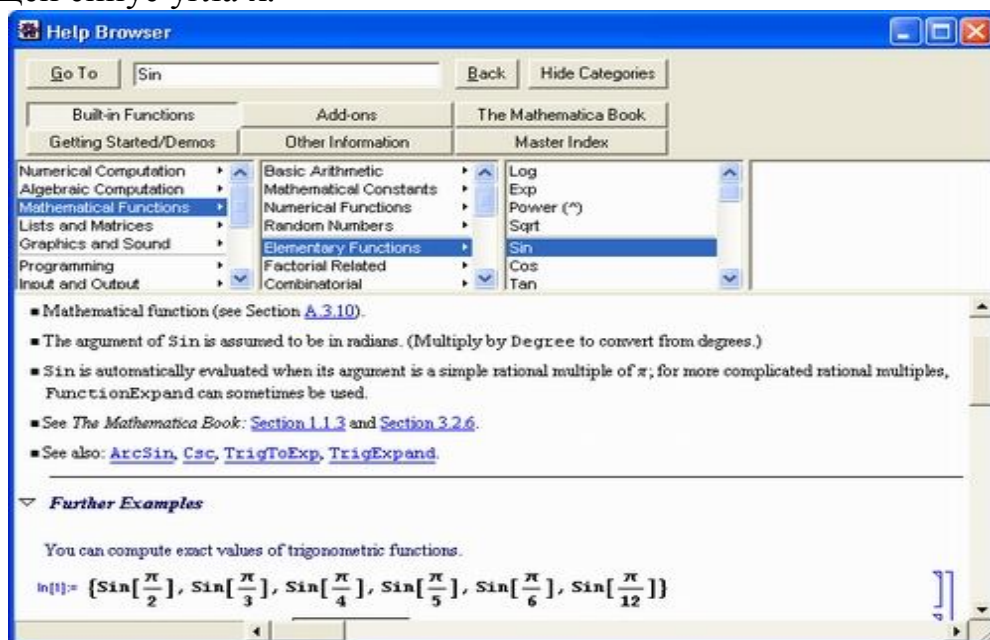 синус угла
Help Browser
Go To Sin Back Hide Categories
Built-in Functions Add-ons The Mathematica Book
Getting Started/Demos Other Information Master Index
Numerical Computation Basic Arithmetic Log
Algebraic Computation Mathematical Constants Exp
Mathematical Functions Numerical Functions Power (^)
Lists and Matrices Random Numbers Sqrt
Graphics and Sound Elementary Functions Sin
Programming Factorial Related Cos
Input and Output Combinatorial Tan
▪ Mathematical function (see Section A.3.10).
▪ The argument of Sin is assumed to be in radians. (Multiply by Degree to convert from degrees.)
▪ Sin is automatically evaluated when its argument is a simple rational multiple of π; for more complicated rational multiples,
FunctionExpand can sometimes be used.
▪ See The Mathematica Book: Section 1.1.3 and Section 3.2.6.
▪ See also: ArcSin, Csc, TrigToExp, TrigExpand.
Further Examples
You can compute exact values of trigonometric functions.
In[1]:= {Sin[π/2], Sin[π/3], Sin[π/4], Sin[π/5], Sin[π/6], Sin[π/12]}